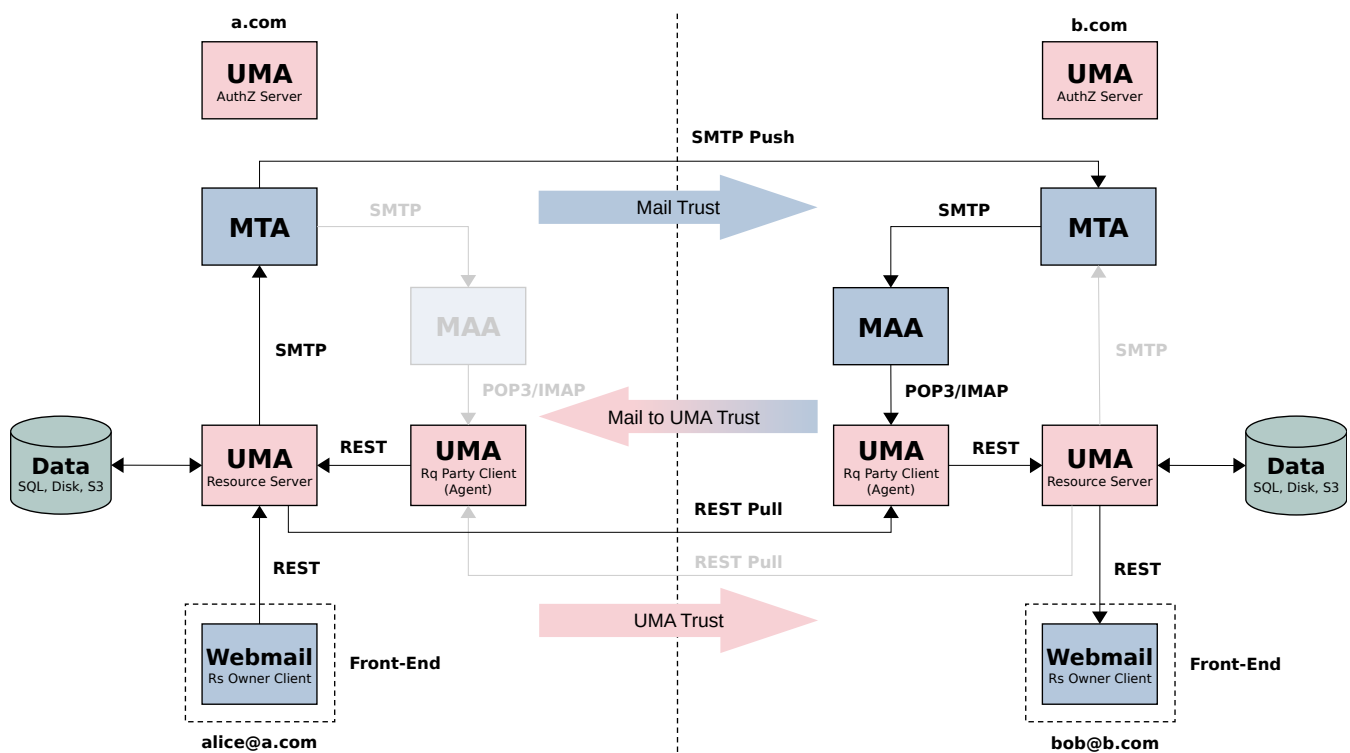 a.com
b.com
UMA
AuthZ Server
UMA
AuthZ Server
SMTP Push
MTA
SMTP
Mail Trust
SMTP
MTA
MAA
MAA
SMTP
SMTP
POP3/IMAP
POP3/IMAP
Mail to UMA Trust
Data
SQL, Disk, S3
UMA
Resource Server
REST
UMA
Rq Party Client
(Agent)
UMA
Rq Party Client
(Agent)
REST
UMA
Resource Server
Data
SQL, Disk, S3
REST Pull
REST Pull
REST
REST
UMA Trust
Webmail
Rs Owner Client
Front-End
Webmail
Rs Owner Client
Front-End
alice@a.com
bob@b.com